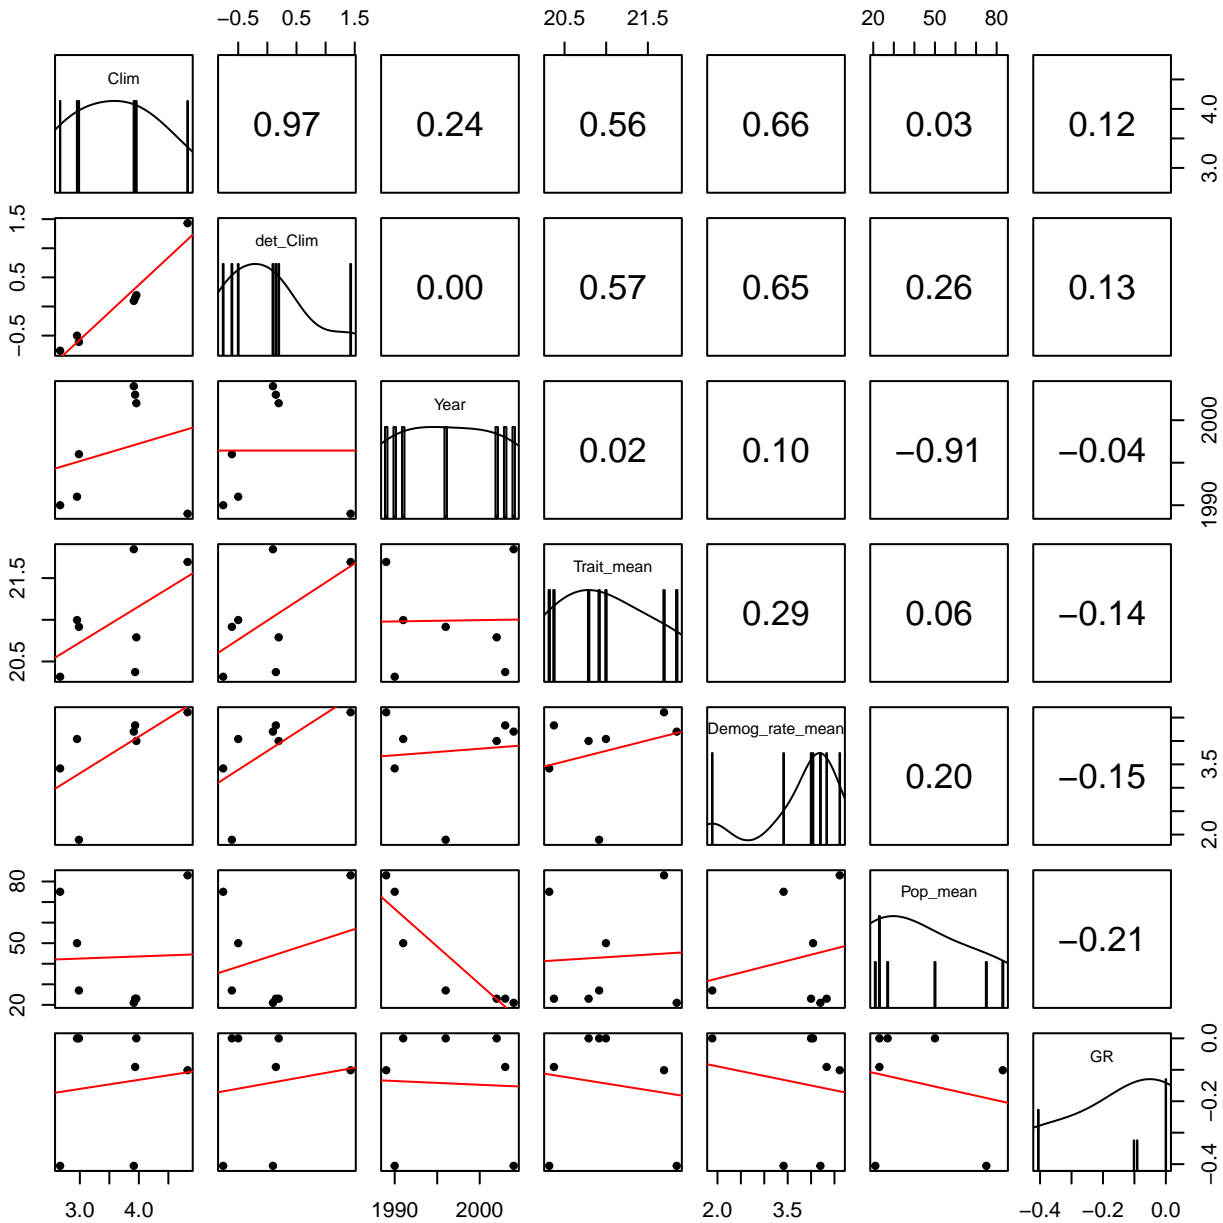 −0.5 0.5 1.5 20.5 21.5 20 50 80
Clim
0.97 0.24 0.56 0.66 0.03 0.12
3.0 4.0
−0.5 0.5 1.5
det_Clim
0.00 0.57 0.65 0.26 0.13
Year
0.02 0.10 −0.91 −0.04
1990 2000
20.5 21.5
Trait_mean
0.29 0.06 −0.14
Demog_rate_mean
0.20 −0.15
2.0 3.5
20 50 80
Pop_mean
−0.21
GR
−0.4 −0.2 0.0
3.0 4.0 1990 2000 2.0 3.5 −0.4 −0.2 0.0